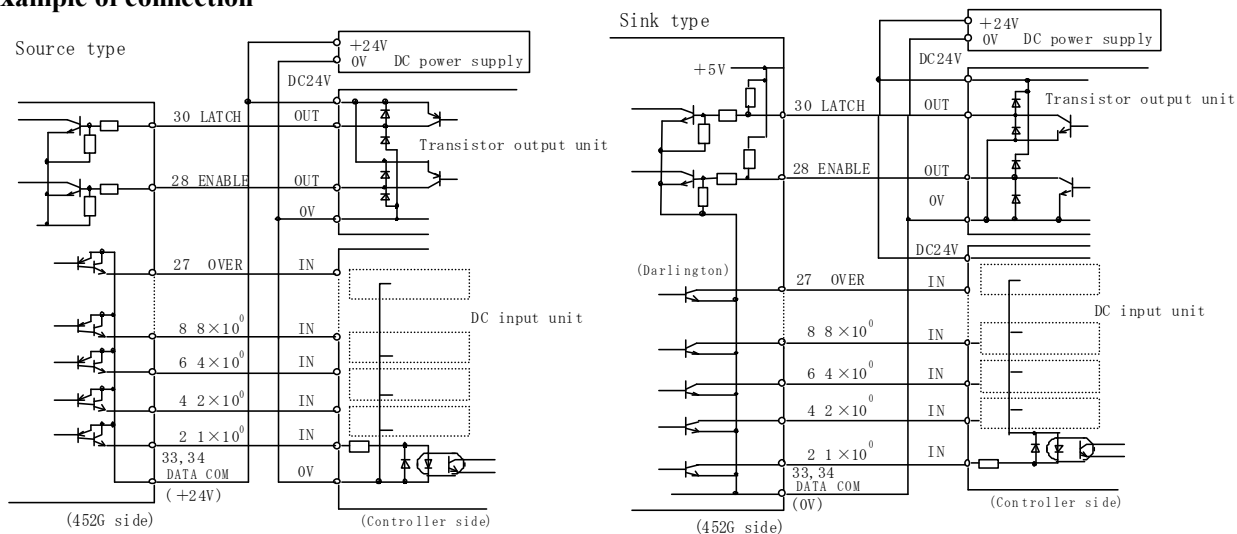 xample of connection
Source type
+24V
0V DC power supply
DC24V
30 LATCH OUT
Transistor output unit
28 ENABLE OUT
0V
27 OVER IN
DC input unit
8 8×10⁰ IN
6 4×10⁰ IN
4 2×10⁰ IN
2 1×10⁰ IN
33,34
DATA COM 0V
(+24V)
(452G side)
(Controller side)
Sink type
+24V
0V DC power supply
DC24V
+5V
30 LATCH OUT
Transistor output unit
28 ENABLE OUT
0V
DC24V
(Darlington)
27 OVER IN
DC input unit
8 8×10⁰ IN
6 4×10⁰ IN
4 2×10⁰ IN
2 1×10⁰ IN
33,34
DATA COM
(0V)
(452G side)
(Controller side)